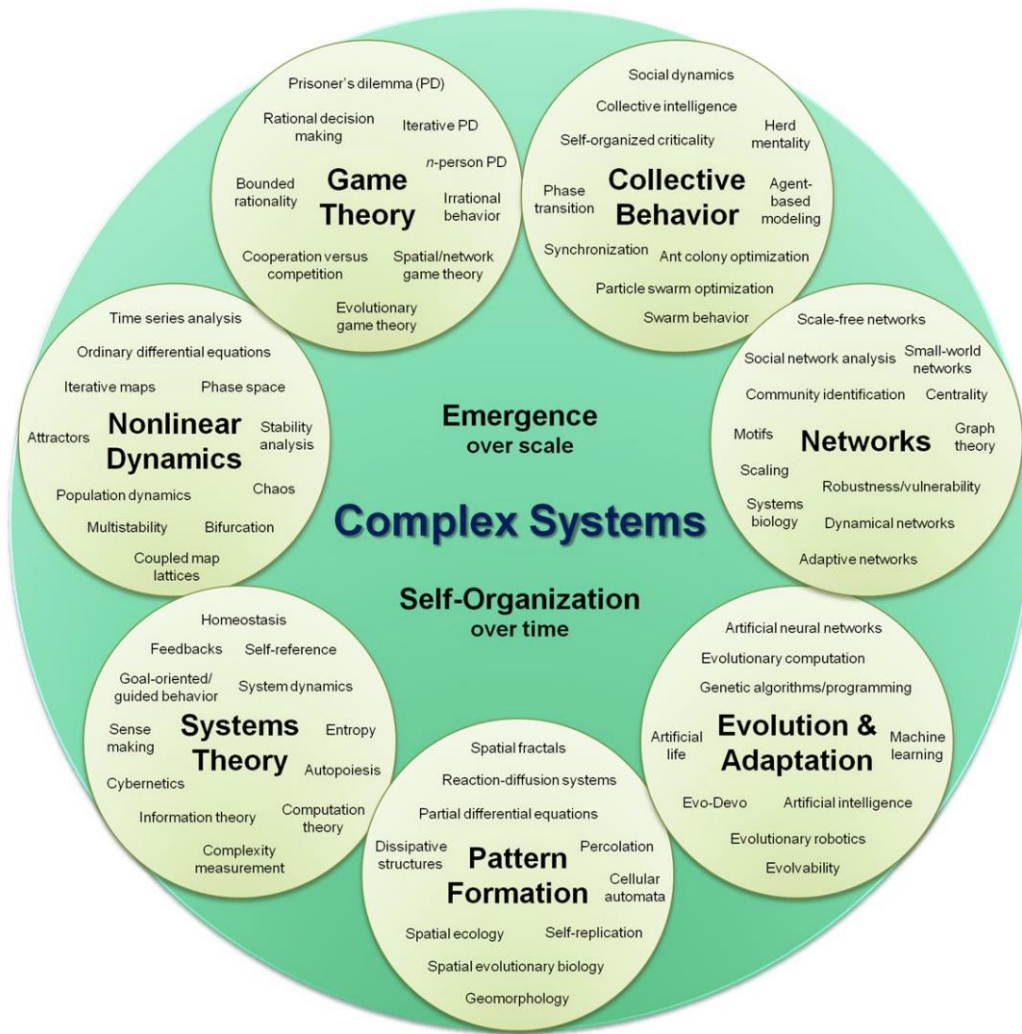 Prisoner's dilemma (PD)
Rational decision
making
Iterative PD
n-person PD
Bounded
rationality
Game
Theory
Irrational
behavior
Cooperation versus
competition
Spatial/network
game theory
Evolutionary
game theory
Social dynamics
Collective intelligence
Self-organized criticality
Herd
mentality
Phase
transition
Collective
Behavior
Agent-
based
modeling
Synchronization
Ant colony optimization
Particle swarm optimization
Swarm behavior
Time series analysis
Ordinary differential equations
Iterative maps
Phase space
Attractors
Nonlinear
Dynamics
Stability
analysis
Population dynamics
Chaos
Multistability
Bifurcation
Coupled map
lattices
Emergence
over scale
Complex Systems
Self-Organization
over time
Scale-free networks
Social network analysis
Small-world
networks
Community identification
Centrality
Motifs
Networks
Graph
theory
Scaling
Robustness/vulnerability
Systems
biology
Dynamical networks
Adaptive networks
Homeostasis
Feedbacks
Self-reference
Goal-oriented/
guided behavior
System dynamics
Sense
making
Systems
Theory
Entropy
Cybernetics
Autopoiesis
Information theory
Computation
theory
Complexity
measurement
Spatial fractals
Reaction-diffusion systems
Partial differential equations
Dissipative
structures
Pattern
Formation
Percolation
Cellular
automata
Spatial ecology
Self-replication
Spatial evolutionary biology
Geomorphology
Artificial neural networks
Evolutionary computation
Genetic algorithms/programming
Artificial
life
Evolution &
Adaptation
Machine
learning
Evo-Devo
Artificial intelligence
Evolutionary robotics
Evolvability